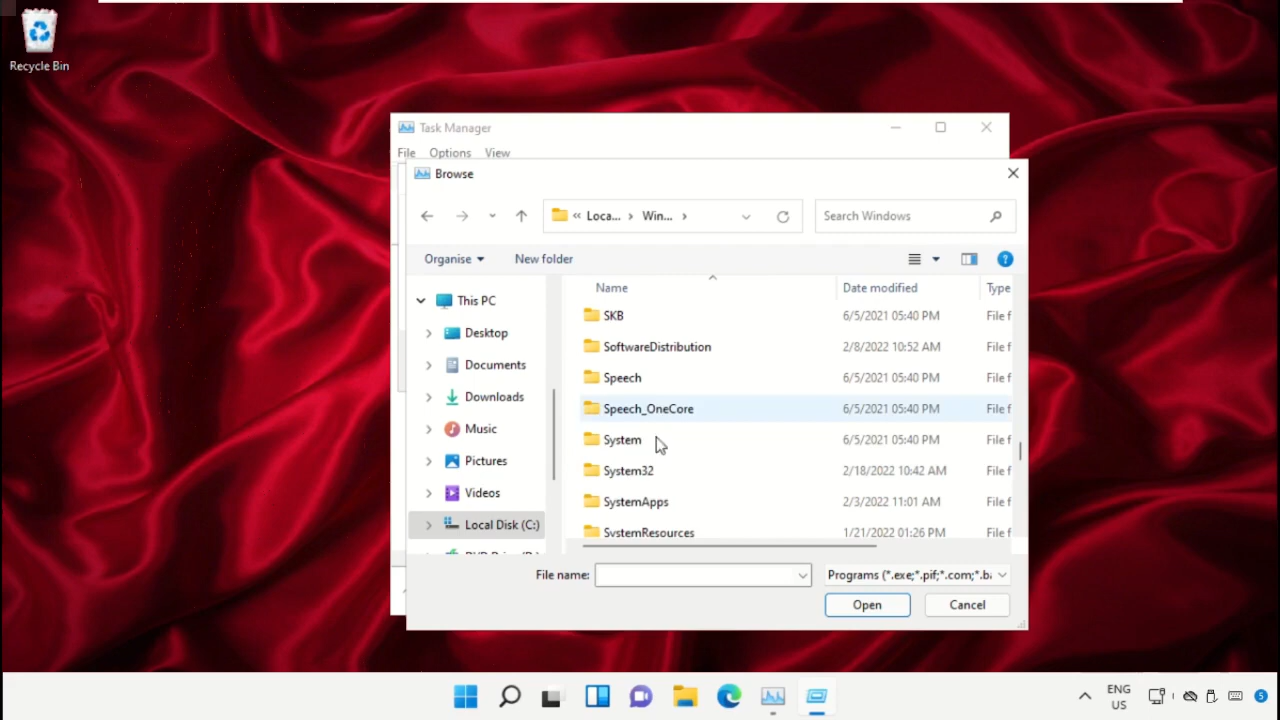 Recycle Bin
Task Manager
File Options View
Browse
« Loca... › Win... ›
Search Windows
Organise
New folder
Name Date modified Type
This PC
Desktop
Documents
Downloads
Music
Pictures
Videos
Local Disk (C:)
SKB 6/5/2021 05:40 PM File f
SoftwareDistribution 2/8/2022 10:52 AM File f
Speech 6/5/2021 05:40 PM File f
Speech_OneCore 6/5/2021 05:40 PM File f
System 6/5/2021 05:40 PM File f
System32 2/18/2022 10:42 AM File f
SystemApps 2/3/2022 11:01 AM File f
SystemResources 1/21/2022 01:26 PM File f
File name:
Programs (*.exe;*.pif;*.com;*.ba
Open
Cancel
ENG
US
5